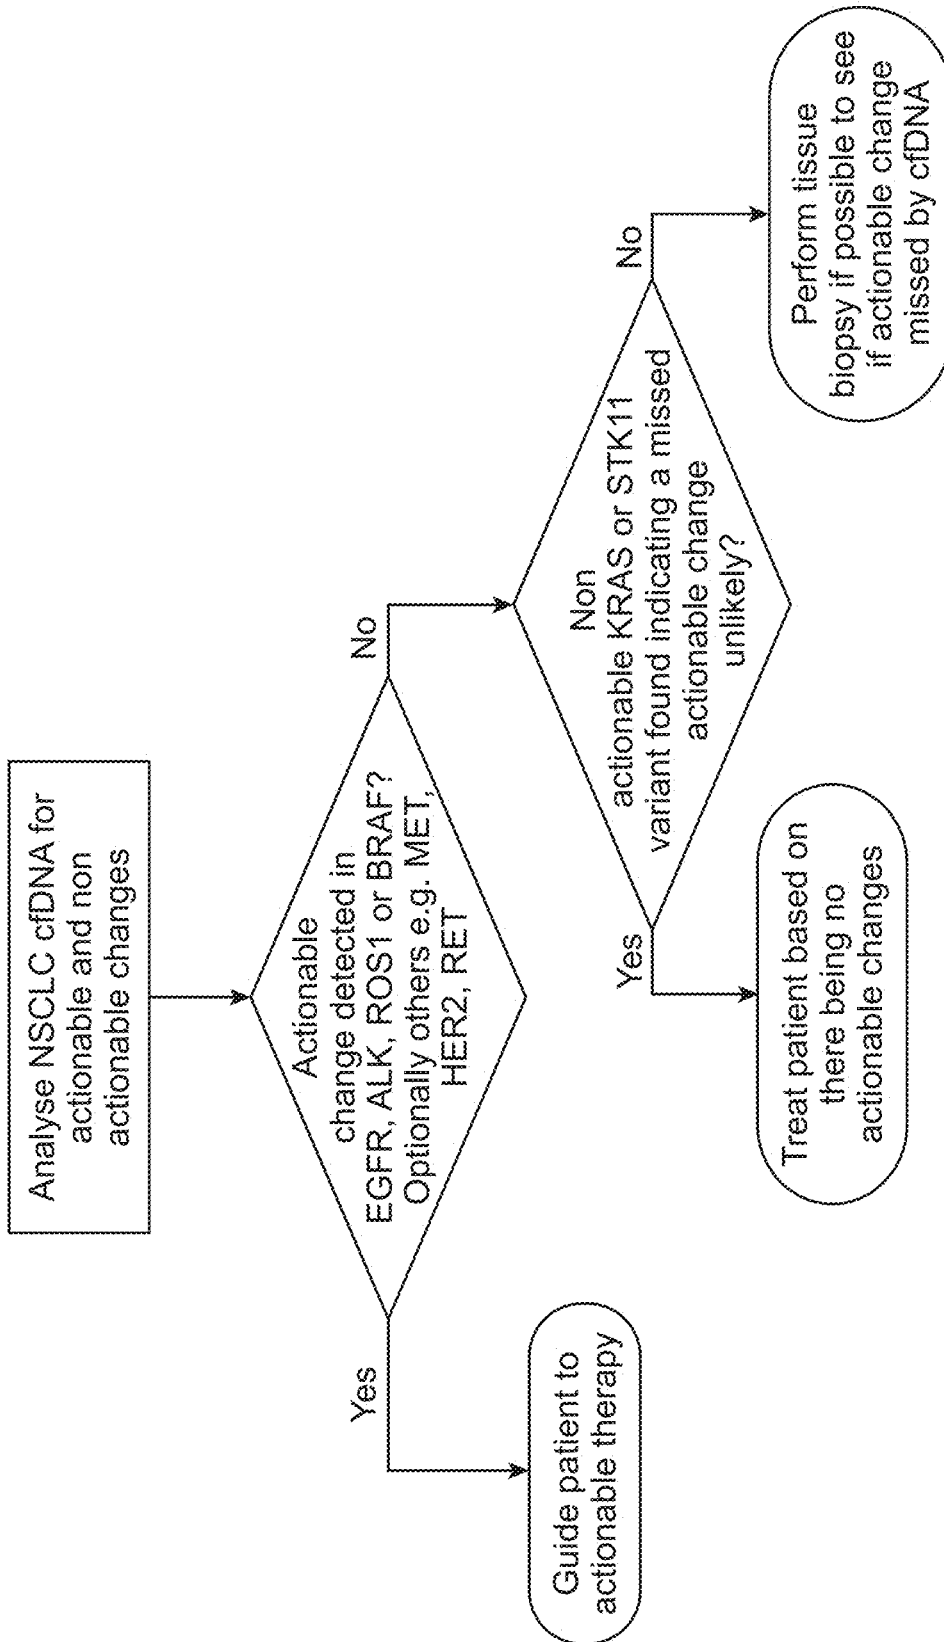 Analyse NSCLC cfDNA for
actionable and non
actionable changes
Actionable
change detected in
EGFR, ALK, ROS1 or BRAF?
Optionally others e.g. MET,
HER2, RET
Yes
No
Guide patient to
actionable therapy
Non
actionable KRAS or STK11
variant found indicating a missed
actionable change
unlikely?
Yes
No
Treat patient based on
there being no
actionable changes
Perform tissue
biopsy if possible to see
if actionable change
missed by cfDNA